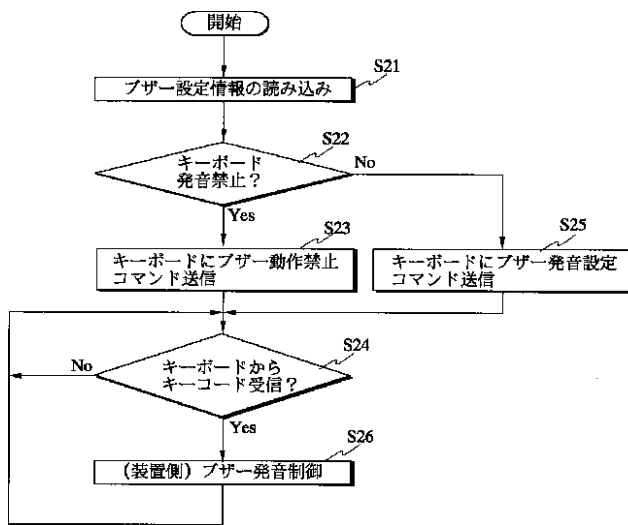 開始
S21
ブザー設定情報の読み込み
S22
キーボード
発音禁止？
No
Yes
S23
キーボードにブザー動作禁止
コマンド送信
S25
キーボードにブザー発音設定
コマンド送信
S24
No
キーボードから
キーコード受信？
Yes
S26
（装置側）ブザー発音制御